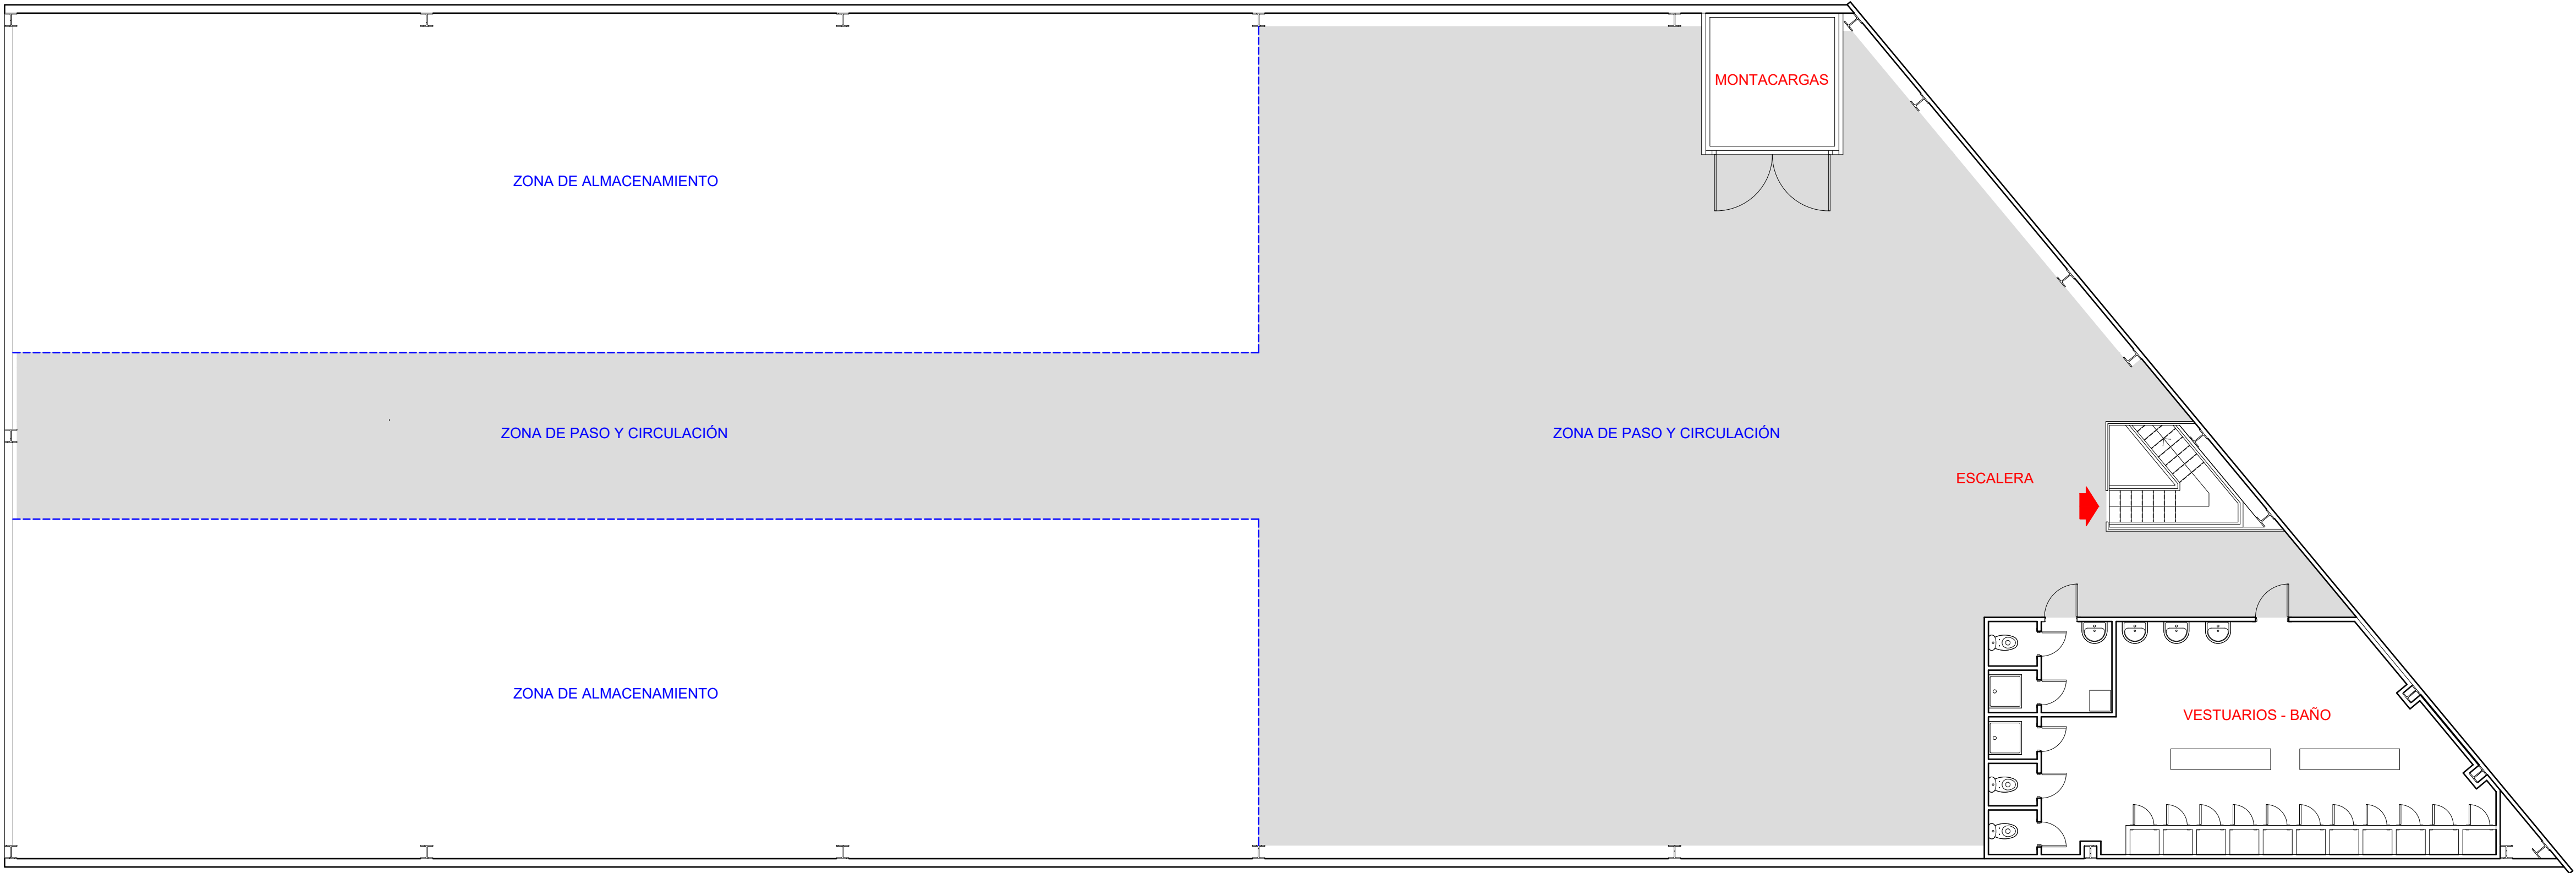 MONTACARGAS
ZONA DE ALMACENAMIENTO
ZONA DE PASO Y CIRCULACIÓN
ZONA DE PASO Y CIRCULACIÓN
ESCALERA
ZONA DE ALMACENAMIENTO
VESTUARIOS - BAÑO